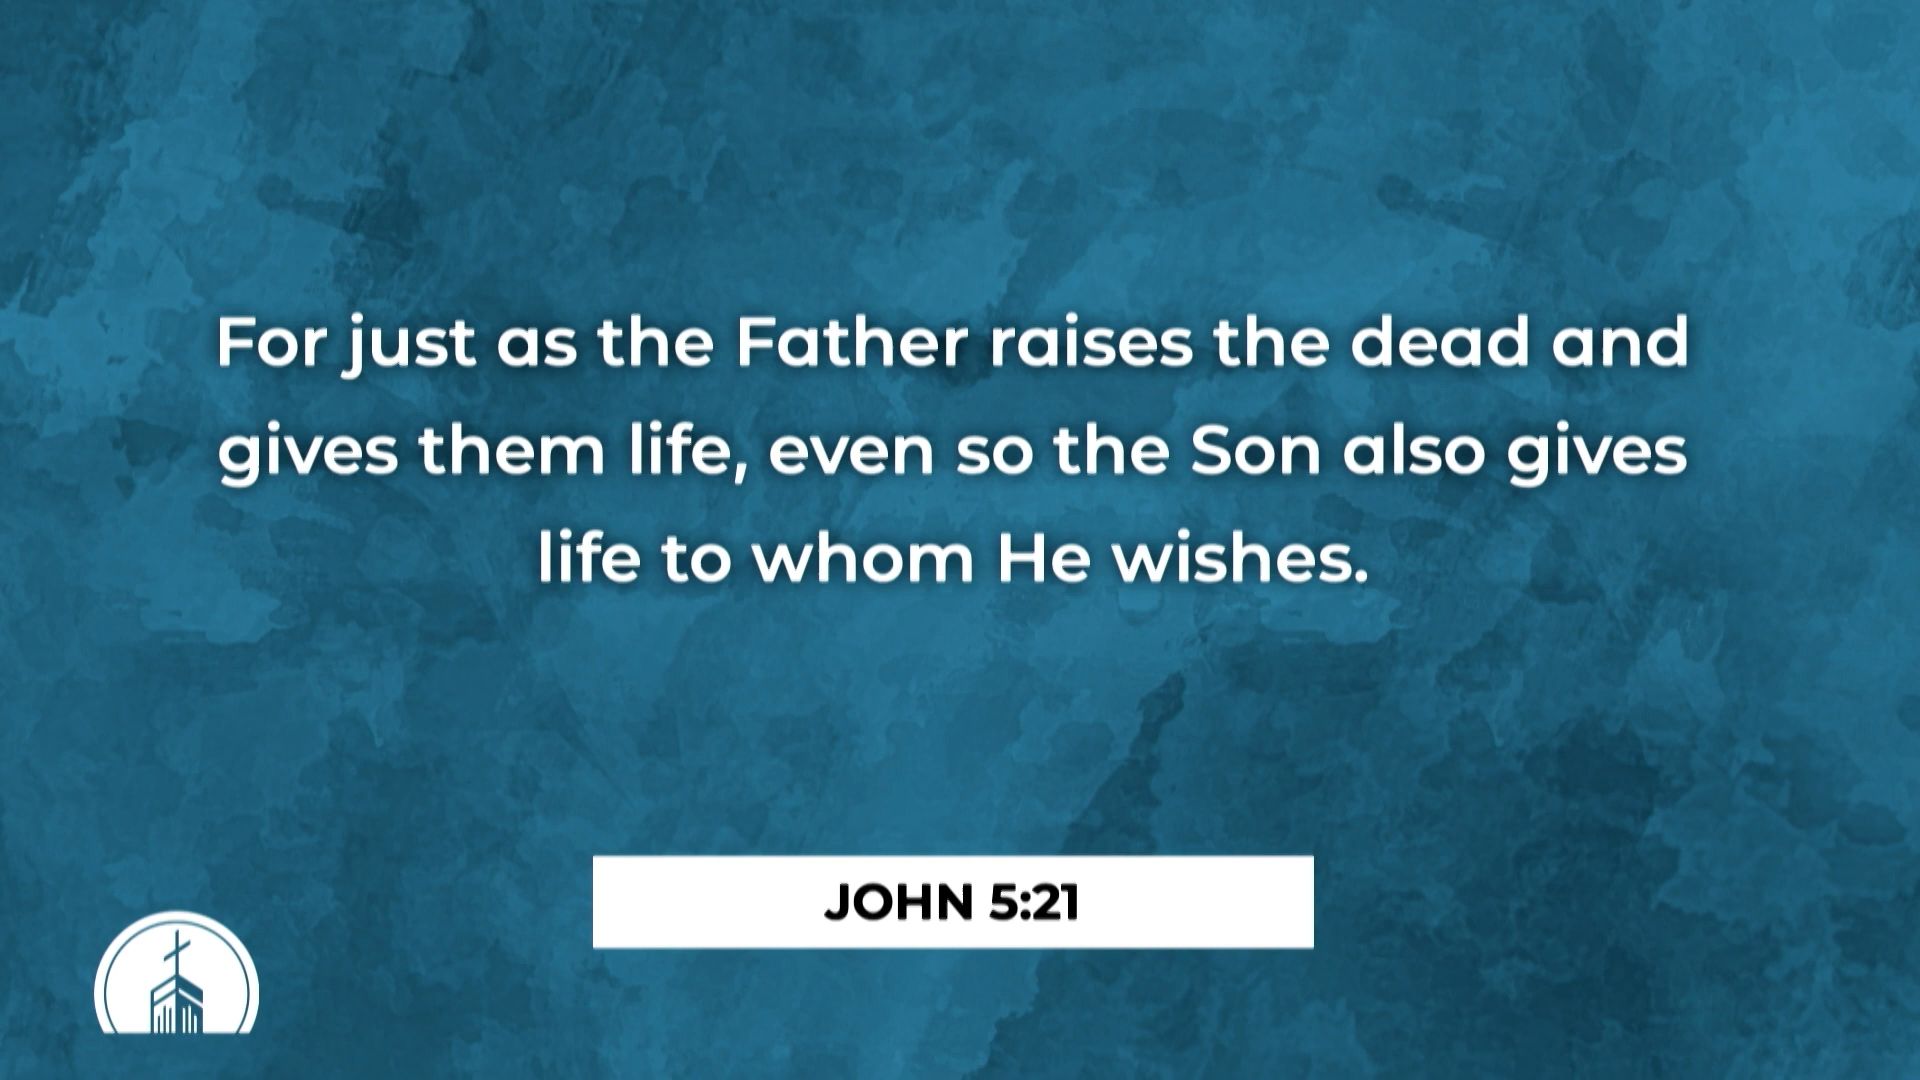 For just as the Father raises the dead and
gives them life, even so the Son also gives
life to whom He wishes.
JOHN 5:21